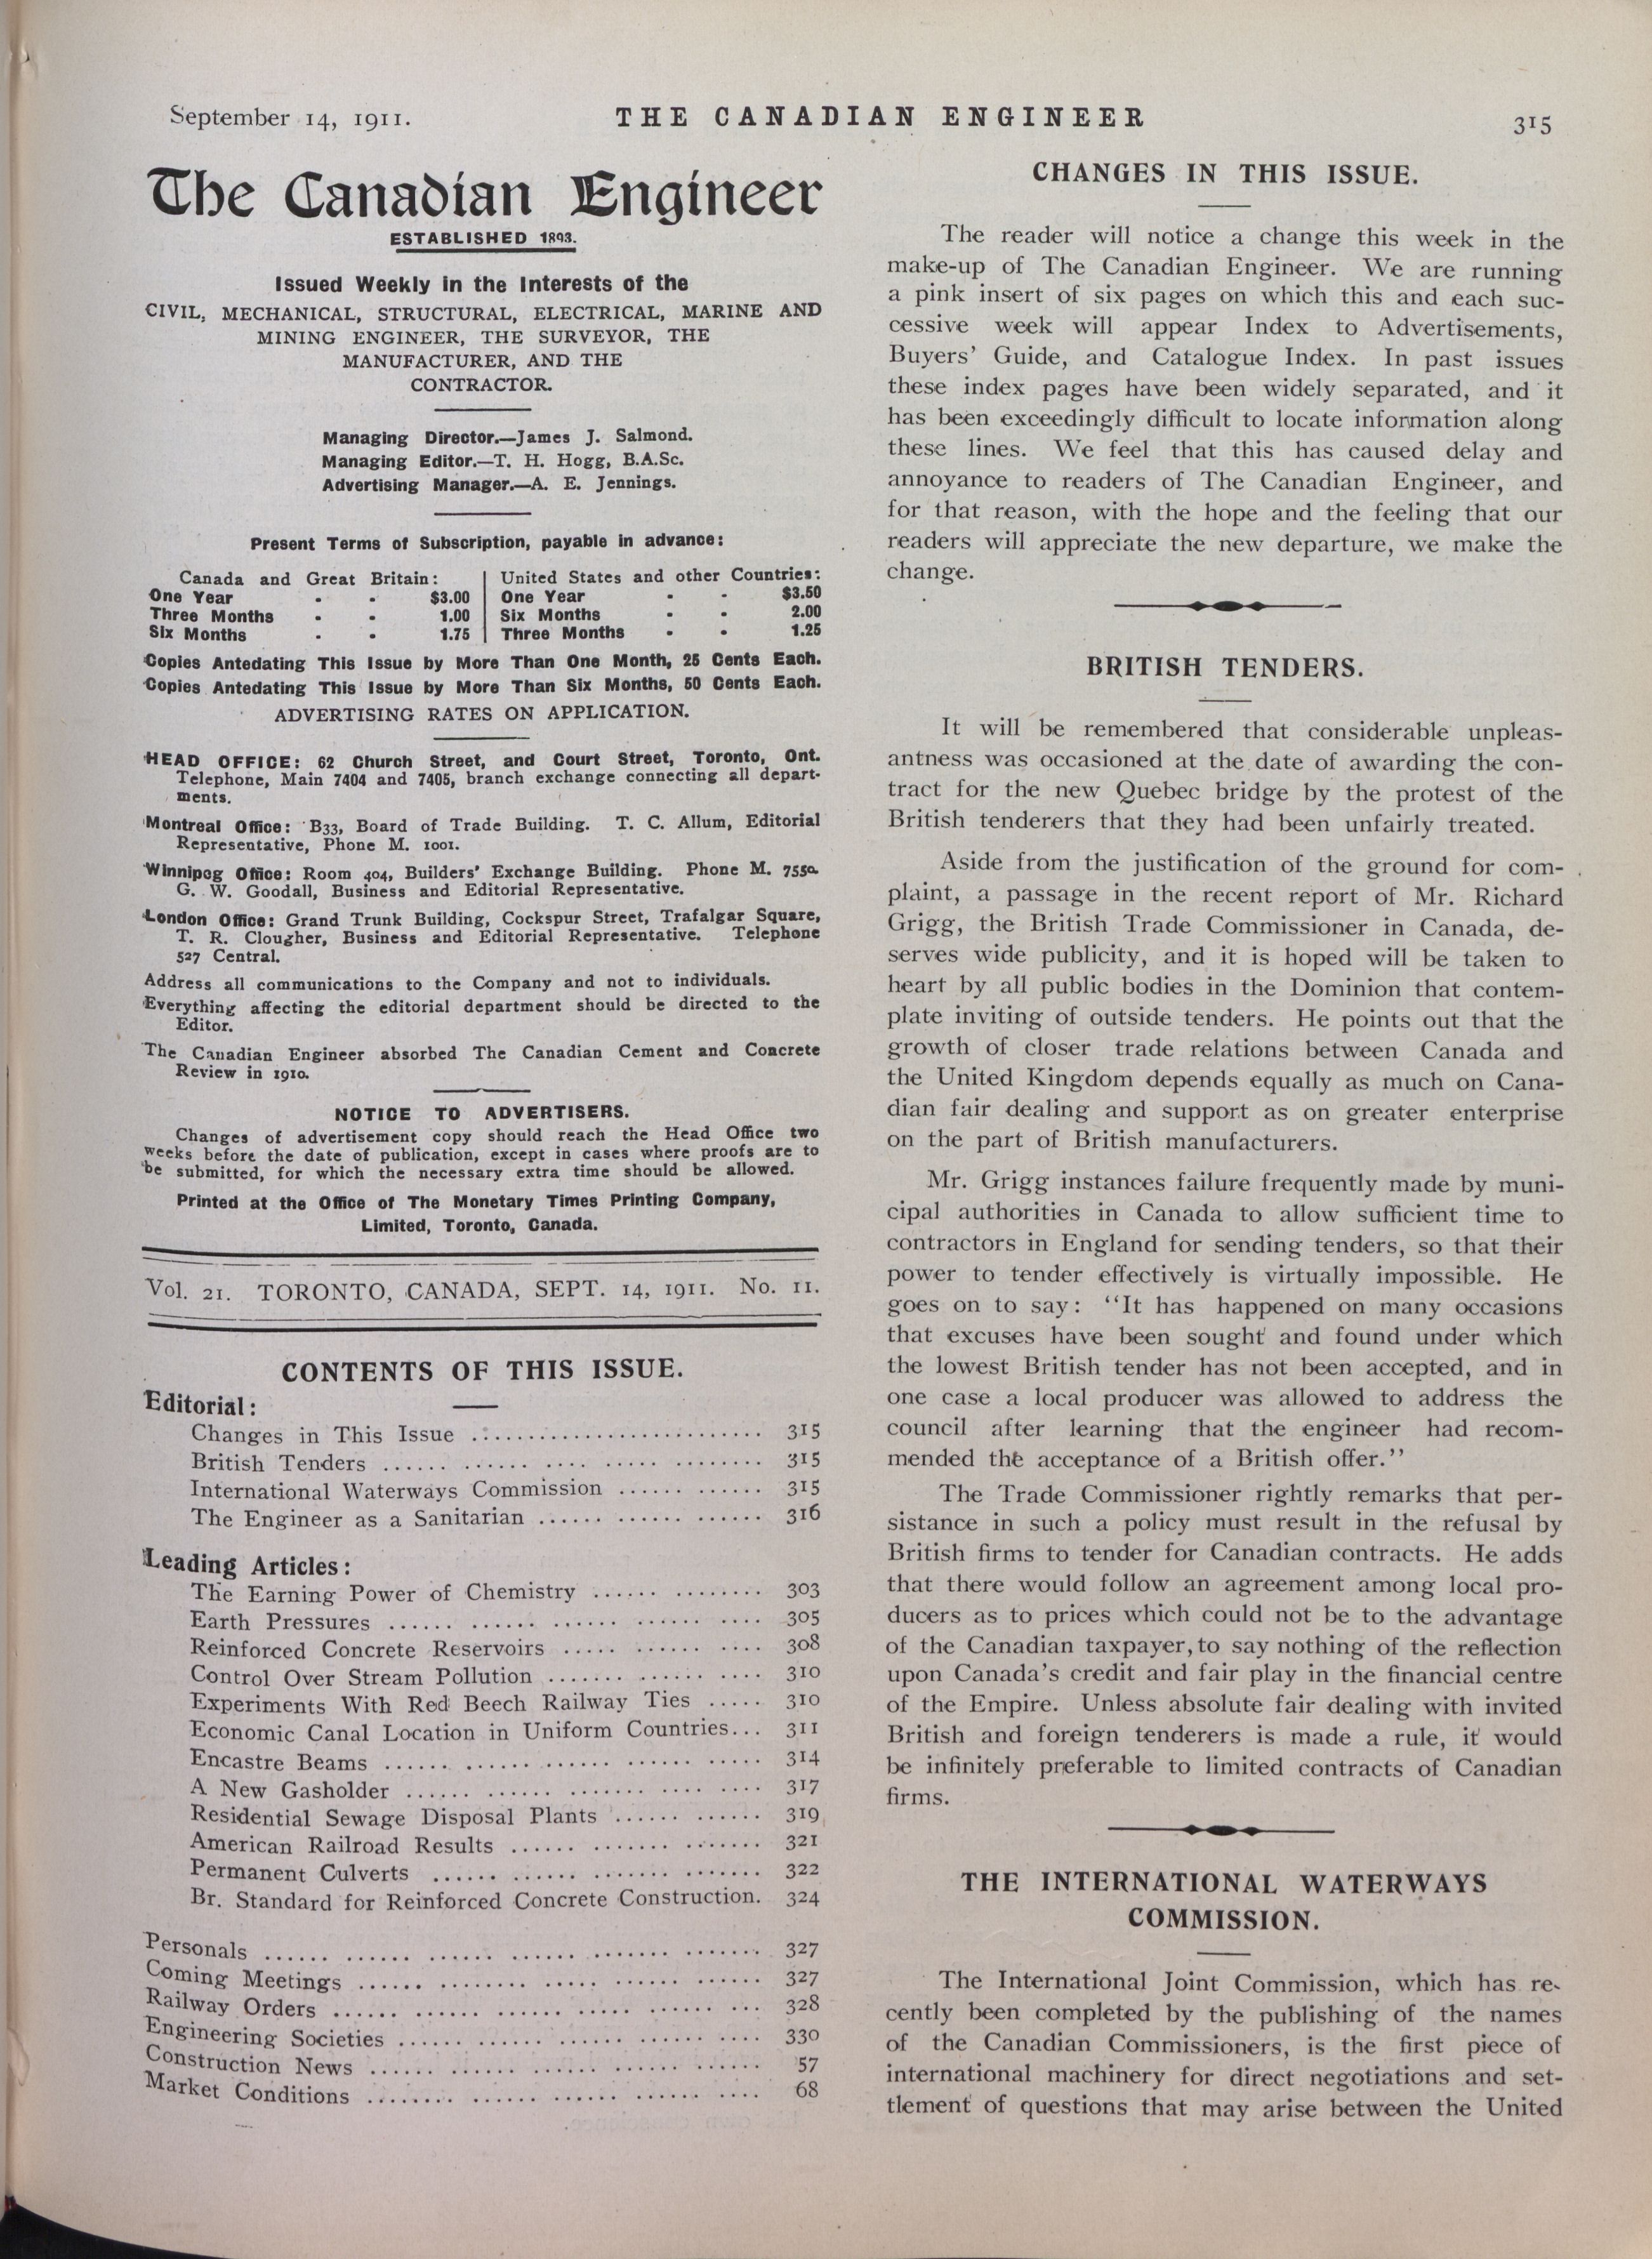 September 14, 1911.
THE CANADIAN ENGINEER
315
The Canadian Engineer
ESTABLISHED 1893.
Issued Weekly in the Interests of the
CIVIL, MECHANICAL, STRUCTURAL, ELECTRICAL, MARINE AND
MINING ENGINEER, THE SURVEYOR, THE
MANUFACTURER, AND THE
CONTRACTOR.
Managing Director.—James J. Salmond.
Managing Editor.—T. H. Hogg, B.A.Sc.
Advertising Manager.—A. E. Jennings.
Present Terms of Subscription, payable in advance:
Canada and Great Britain:
One Year - - $3.00
Three Months - - 1.00
Six Months - - 1.75
United States and other Countries:
One Year - - $3.50
Six Months - - 2.00
Three Months - - 1.25
Copies Antedating This Issue by More Than One Month, 25 Cents Each.
Copies Antedating This Issue by More Than Six Months, 50 Cents Each.
ADVERTISING RATES ON APPLICATION.
HEAD OFFICE: 62 Church Street, and Court Street, Toronto, Ont.
Telephone, Main 7404 and 7405, branch exchange connecting all depart-
ments.
Montreal Office: B33, Board of Trade Building. T. C. Allum, Editorial
Representative, Phone M. 1001.
Winnipeg Office: Room 404, Builders' Exchange Building. Phone M. 7550.
G. W. Goodall, Business and Editorial Representative.
London Office: Grand Trunk Building, Cockspur Street, Trafalgar Square,
T. R. Clougher, Business and Editorial Representative. Telephone
527 Central.
Address all communications to the Company and not to individuals.
Everything affecting the editorial department should be directed to the
Editor.
The Canadian Engineer absorbed The Canadian Cement and Concrete
Review in 1910.
NOTICE TO ADVERTISERS.
Changes of advertisement copy should reach the Head Office two
weeks before the date of publication, except in cases where proofs are to
be submitted, for which the necessary extra time should be allowed.
Printed at the Office of The Monetary Times Printing Company,
Limited, Toronto, Canada.
Vol. 21. TORONTO, CANADA, SEPT. 14, 1911. No. 11.
CONTENTS OF THIS ISSUE.
Editorial:
Changes in This Issue ........................ 315
British Tenders ...... ...... .... ..... ........ 315
International Waterways Commission ...... ...... 315
The Engineer as a Sanitarian ...... ...... ...... 316
Leading Articles:
The Earning Power of Chemistry ...... ........ 303
Earth Pressures ...... ...... ...... ...... .... 305
Reinforced Concrete Reservoirs ..... ...... .... 308
Control Over Stream Pollution ....... ...... .... 310
Experiments With Red Beech Railway Ties ..... 310
Economic Canal Location in Uniform Countries... 311
Encastre Beams ...... ...... ...... ...... ..... 314
A New Gasholder ...... ...... ....... .... .... 317
Residential Sewage Disposal Plants ...... ...... 319
American Railroad Results ...... ....... ....... 321
Permanent Culverts ...... ...... ....... ....... 322
Br. Standard for Reinforced Concrete Construction. 324
Personals ...... ...... ...... ...... ....... ....... 327
Coming Meetings ...... ........ ..... ...... ...... 327
Railway Orders ...... ...... ...... ..... ...... ... 328
Engineering Societies ...... ...... ...... ...... .... 330
Construction News ...... ...... ...... ...... ...... 57
Market Conditions ........ ...... ...... ...... .... 68
CHANGES IN THIS ISSUE.
The reader will notice a change this week in the
make-up of The Canadian Engineer. We are running
a pink insert of six pages on which this and each suc-
cessive week will appear Index to Advertisements,
Buyers' Guide, and Catalogue Index. In past issues
these index pages have been widely separated, and it
has been exceedingly difficult to locate information along
these lines. We feel that this has caused delay and
annoyance to readers of The Canadian Engineer, and
for that reason, with the hope and the feeling that our
readers will appreciate the new departure, we make the
change.
BRITISH TENDERS.
It will be remembered that considerable unpleas-
antness was occasioned at the date of awarding the con-
tract for the new Quebec bridge by the protest of the
British tenderers that they had been unfairly treated.
Aside from the justification of the ground for com-
plaint, a passage in the recent report of Mr. Richard
Grigg, the British Trade Commissioner in Canada, de-
serves wide publicity, and it is hoped will be taken to
heart by all public bodies in the Dominion that contem-
plate inviting of outside tenders. He points out that the
growth of closer trade relations between Canada and
the United Kingdom depends equally as much on Cana-
dian fair dealing and support as on greater enterprise
on the part of British manufacturers.
Mr. Grigg instances failure frequently made by muni-
cipal authorities in Canada to allow sufficient time to
contractors in England for sending tenders, so that their
power to tender effectively is virtually impossible. He
goes on to say: "It has happened on many occasions
that excuses have been sought and found under which
the lowest British tender has not been accepted, and in
one case a local producer was allowed to address the
council after learning that the engineer had recom-
mended the acceptance of a British offer."
The Trade Commissioner rightly remarks that per-
sistance in such a policy must result in the refusal by
British firms to tender for Canadian contracts. He adds
that there would follow an agreement among local pro-
ducers as to prices which could not be to the advantage
of the Canadian taxpayer, to say nothing of the reflection
upon Canada's credit and fair play in the financial centre
of the Empire. Unless absolute fair dealing with invited
British and foreign tenderers is made a rule, it would
be infinitely preferable to limited contracts of Canadian
firms.
THE INTERNATIONAL WATERWAYS
COMMISSION.
The International Joint Commission, which has re-
cently been completed by the publishing of the names
of the Canadian Commissioners, is the first piece of
international machinery for direct negotiations and set-
tlement of questions that may arise between the United